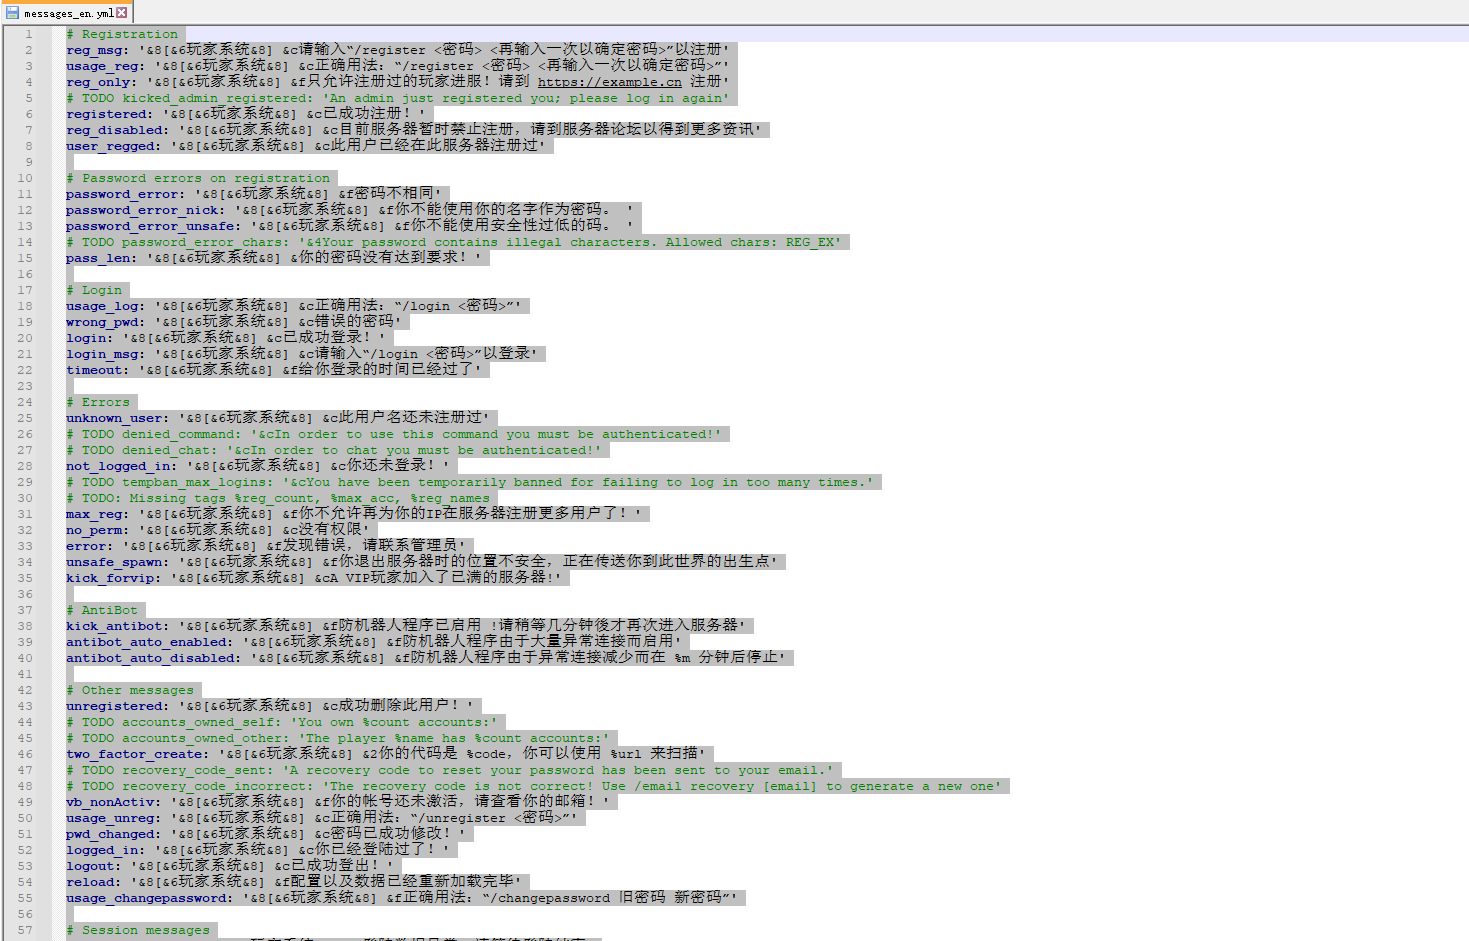 messages_en.yml
1 # Registration
2 reg_msg: '&8[&6玩家系统&8] &c请输入“/register <密码> <再输入一次以确定密码>”以注册'
3 usage_reg: '&8[&6玩家系统&8] &c正确用法：“/register <密码> <再输入一次以确定密码>”'
4 reg_only: '&8[&6玩家系统&8] &f只允许注册过的玩家进服！请到 https://example.cn 注册'
5 # TODO kicked_admin_registered: 'An admin just registered you; please log in again'
6 registered: '&8[&6玩家系统&8] &c已成功注册！'
7 reg_disabled: '&8[&6玩家系统&8] &c目前服务器暂时禁止注册，请到服务器论坛以得到更多资讯'
8 user_regged: '&8[&6玩家系统&8] &c此用户已经在此服务器注册过'
9
10 # Password errors on registration
11 password_error: '&8[&6玩家系统&8] &f密码不相同'
12 password_error_nick: '&8[&6玩家系统&8] &f你不能使用你的名字作为密码。 '
13 password_error_unsafe: '&8[&6玩家系统&8] &f你不能使用安全性过低的码。 '
14 # TODO password_error_chars: '&4Your password contains illegal characters. Allowed chars: REG_EX'
15 pass_len: '&8[&6玩家系统&8] &你的密码没有达到要求！'
16
17 # Login
18 usage_log: '&8[&6玩家系统&8] &c正确用法：“/login <密码>”'
19 wrong_pwd: '&8[&6玩家系统&8] &c错误的密码'
20 login: '&8[&6玩家系统&8] &c已成功登录！'
21 login_msg: '&8[&6玩家系统&8] &c请输入“/login <密码>”以登录'
22 timeout: '&8[&6玩家系统&8] &f给你登录的时间已经过了'
23
24 # Errors
25 unknown_user: '&8[&6玩家系统&8] &c此用户名还未注册过'
26 # TODO denied_command: '&cIn order to use this command you must be authenticated!'
27 # TODO denied_chat: '&cIn order to chat you must be authenticated!'
28 not_logged_in: '&8[&6玩家系统&8] &c你还未登录！'
29 # TODO tempban_max_logins: '&cYou have been temporarily banned for failing to log in too many times.'
30 # TODO: Missing tags %reg_count, %max_acc, %reg_names
31 max_reg: '&8[&6玩家系统&8] &f你不允许再为你的IP在服务器注册更多用户了！'
32 no_perm: '&8[&6玩家系统&8] &c没有权限'
33 error: '&8[&6玩家系统&8] &f发现错误，请联系管理员'
34 unsafe_spawn: '&8[&6玩家系统&8] &f你退出服务器时的位置不安全，正在传送你到此世界的出生点'
35 kick_forvip: '&8[&6玩家系统&8] &cA VIP玩家加入了已满的服务器!'
36
37 # AntiBot
38 kick_antibot: '&8[&6玩家系统&8] &f防机器人程序已启用 !请稍等几分钟後才再次进入服务器'
39 antibot_auto_enabled: '&8[&6玩家系统&8] &f防机器人程序由于大量异常连接而启用'
40 antibot_auto_disabled: '&8[&6玩家系统&8] &f防机器人程序由于异常连接减少而在 %m 分钟后停止'
41
42 # Other messages
43 unregistered: '&8[&6玩家系统&8] &c成功删除此用户！'
44 # TODO accounts_owned_self: 'You own %count accounts:'
45 # TODO accounts_owned_other: 'The player %name has %count accounts:'
46 two_factor_create: '&8[&6玩家系统&8] &2你的代码是 %code，你可以使用 %url 来扫描'
47 # TODO recovery_code_sent: 'A recovery code to reset your password has been sent to your email.'
48 # TODO recovery_code_incorrect: 'The recovery code is not correct! Use /email recovery [email] to generate a new one'
49 vb_nonActiv: '&8[&6玩家系统&8] &f你的帐号还未激活，请查看你的邮箱！'
50 usage_unreg: '&8[&6玩家系统&8] &c正确用法：“/unregister <密码>”'
51 pwd_changed: '&8[&6玩家系统&8] &c密码已成功修改！'
52 logged_in: '&8[&6玩家系统&8] &c你已经登陆过了！'
53 logout: '&8[&6玩家系统&8] &c已成功登出！'
54 reload: '&8[&6玩家系统&8] &f配置以及数据已经重新加载完毕'
55 usage_changepassword: '&8[&6玩家系统&8] &f正确用法：“/changepassword 旧密码 新密码”'
56
57 # Session messages